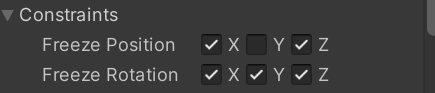 Constraints
Freeze Position X Y Z
Freeze Rotation X Y Z